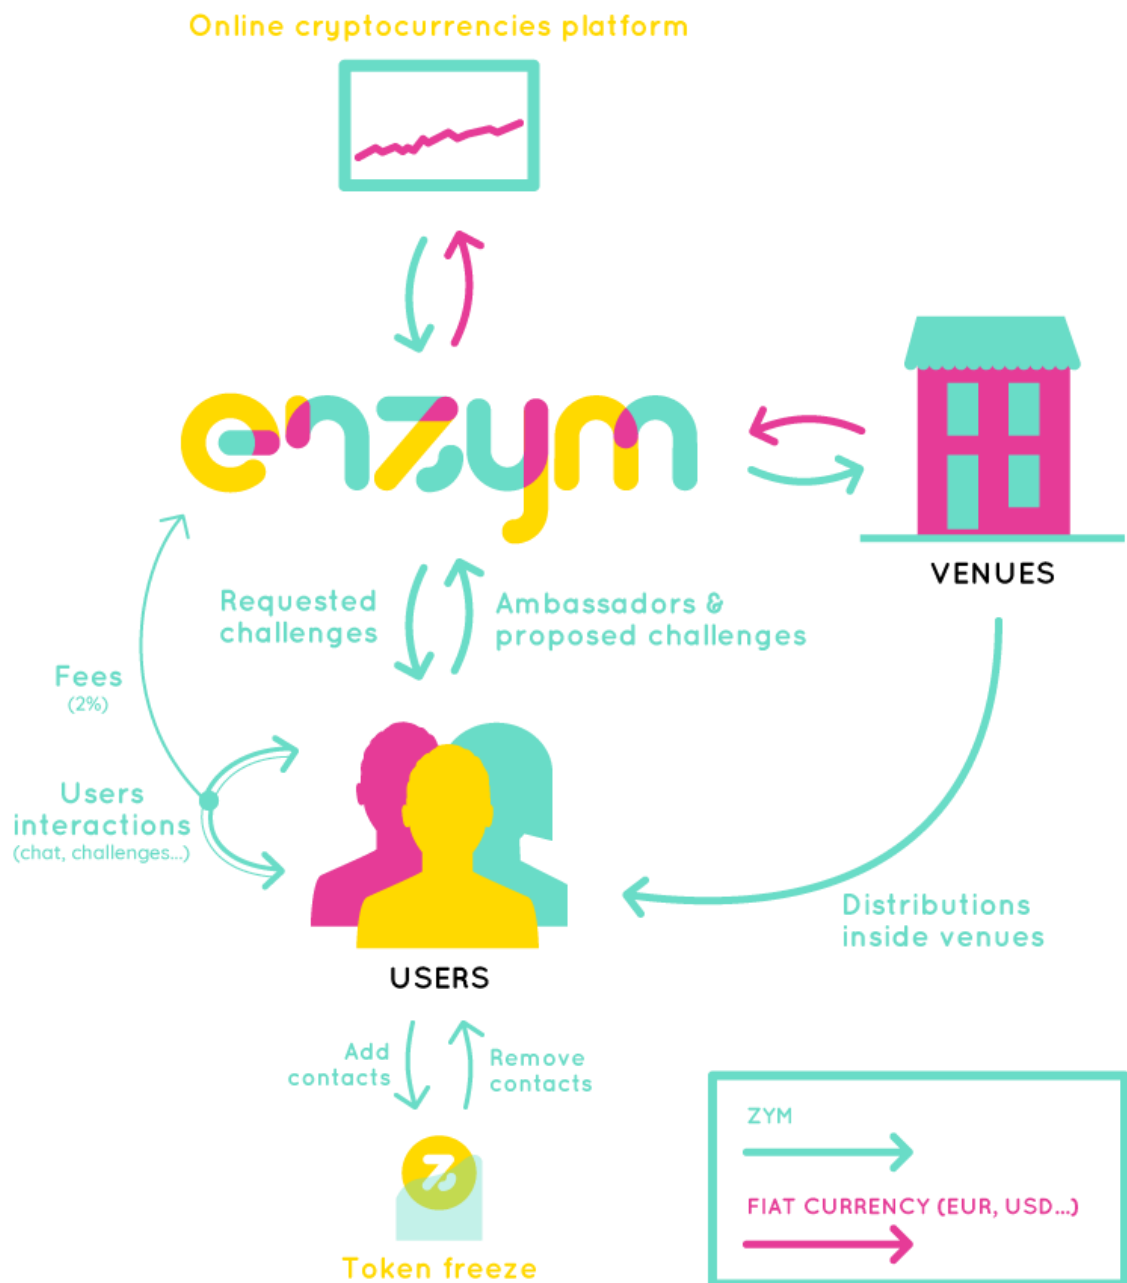 Online cryptocurrencies platform
enzym
VENUES
Requested
challenges
Ambassadors &
proposed challenges
Fees
(2%)
Users
interactions
(chat, challenges...)
Distributions
inside venues
USERS
Add
contacts
Remove
contacts
z
Token freeze
ZYM
FIAT CURRENCY (EUR, USD...)